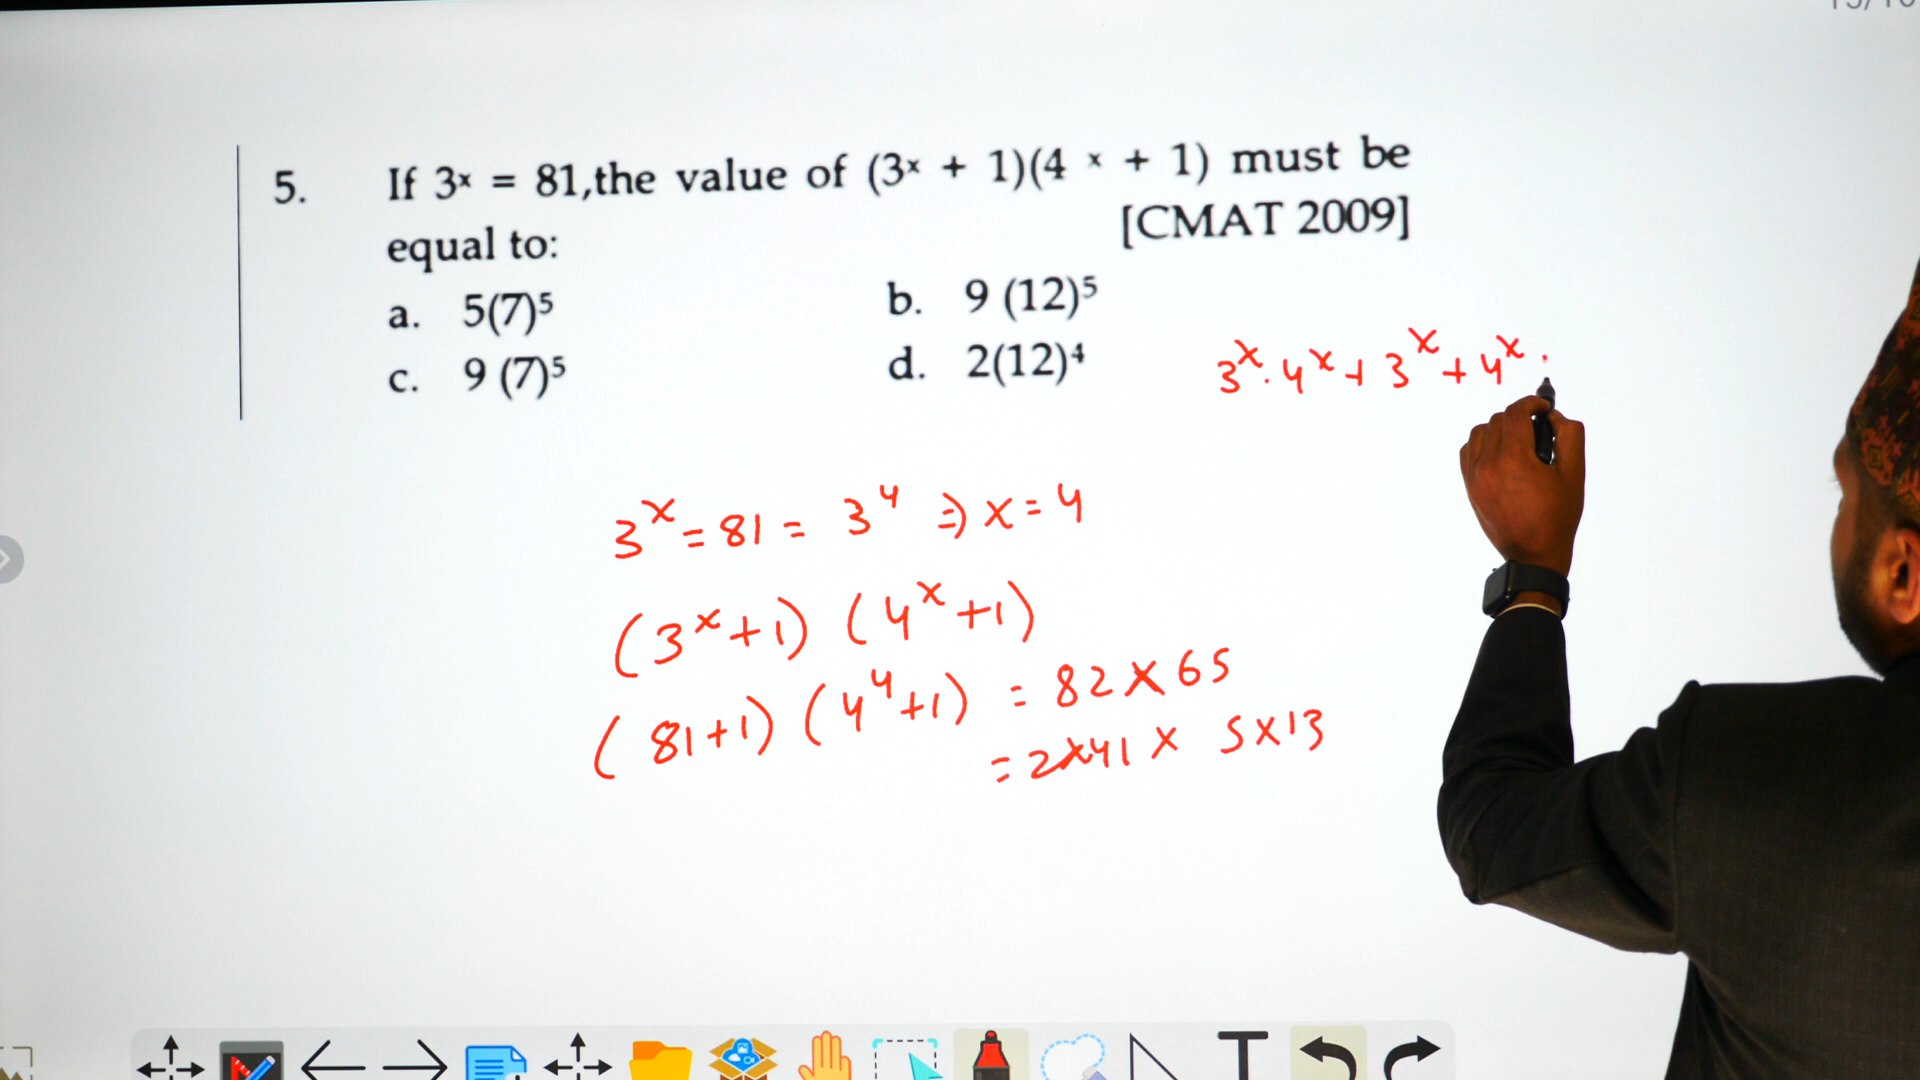 5. If 3ˣ = 81,the value of (3ˣ + 1)(4 ˣ + 1) must be
equal to: [CMAT 2009]
a. 5(7)⁵ b. 9 (12)⁵
c. 9 (7)⁵ d. 2(12)⁴
3ˣ · 4ˣ + 3ˣ + 4ˣ
3ˣ = 81 = 3⁴ ⇒ x = 4
(3ˣ + 1) (4ˣ + 1)
(81 + 1) (4⁴ + 1) = 82 × 65
= 2 × 41 × 5 × 13
T